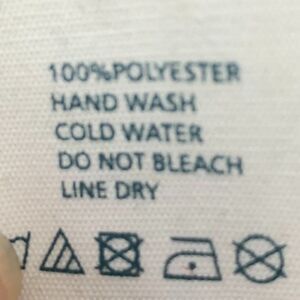 100%POLYESTER
HAND WASH
COLD WATER
DO NOT BLEACH
LINE DRY